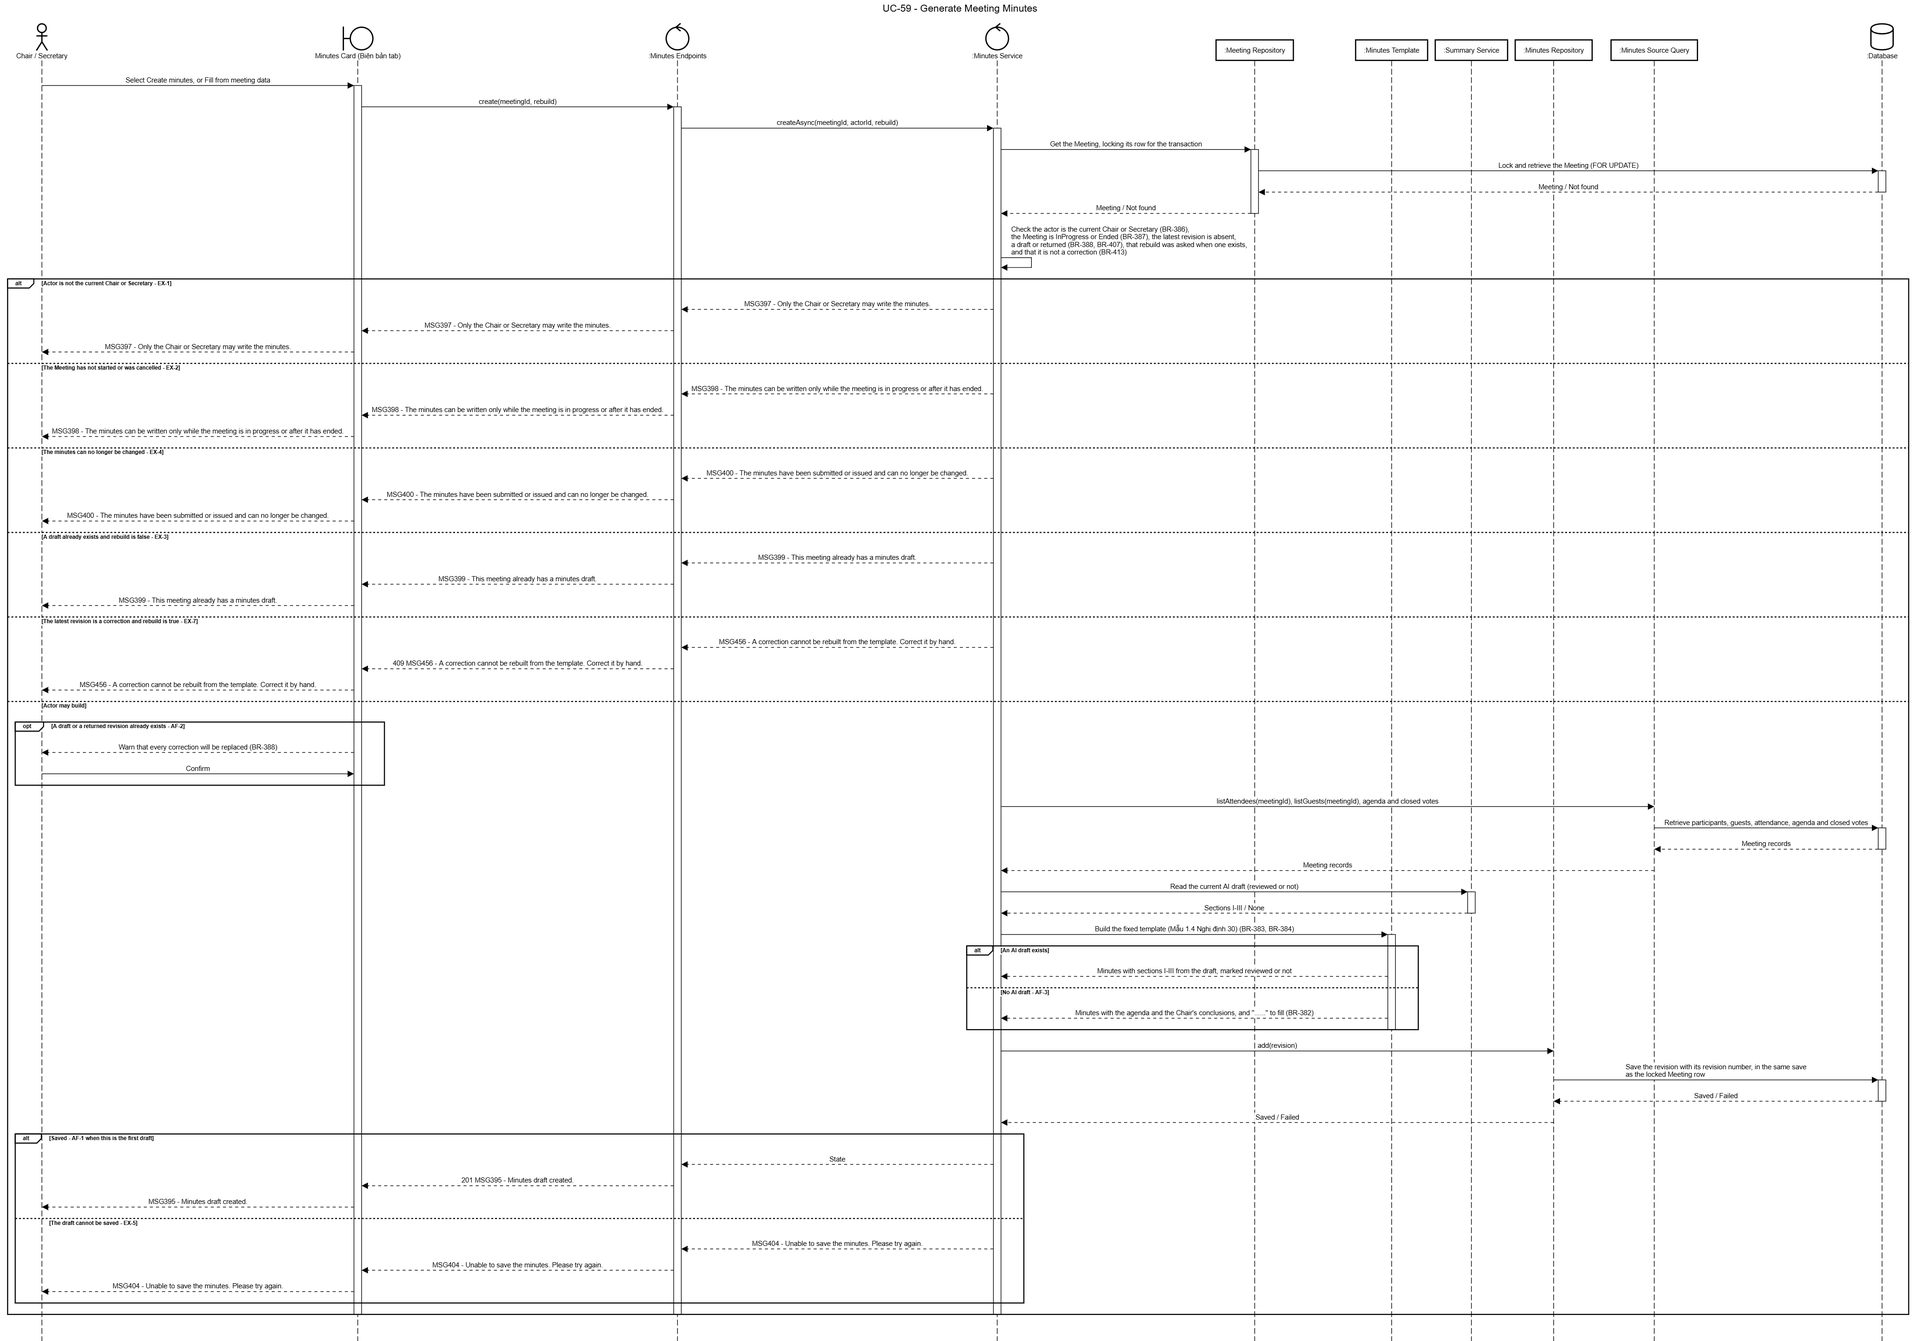 UC-59 - Generate Meeting Minutes
Chair / Secretary
Minutes Card (Biên bản tab)
:Minutes Endpoints
:Minutes Service
:Meeting Repository
:Minutes Template
:Summary Service
:Minutes Repository
:Minutes Source Query
:Database
Select Create minutes, or Fill from meeting data
create(meetingId, rebuild)
createAsync(meetingId, actorId, rebuild)
Get the Meeting, locking its row for the transaction
Lock and retrieve the Meeting (FOR UPDATE)
Meeting / Not found
Meeting / Not found
Check the actor is the current Chair or Secretary (BR-386),
the Meeting is InProgress or Ended (BR-387), the latest revision is absent,
a draft or returned (BR-388, BR-407), that rebuild was asked when one exists,
and that it is not a correction (BR-413)
alt
[Actor is not the current Chair or Secretary - EX-1]
MSG397 - Only the Chair or Secretary may write the minutes.
MSG397 - Only the Chair or Secretary may write the minutes.
MSG397 - Only the Chair or Secretary may write the minutes.
[The Meeting has not started or was cancelled - EX-2]
MSG398 - The minutes can be written only while the meeting is in progress or after it has ended.
MSG398 - The minutes can be written only while the meeting is in progress or after it has ended.
MSG398 - The minutes can be written only while the meeting is in progress or after it has ended.
[The minutes can no longer be changed - EX-4]
MSG400 - The minutes have been submitted or issued and can no longer be changed.
MSG400 - The minutes have been submitted or issued and can no longer be changed.
MSG400 - The minutes have been submitted or issued and can no longer be changed.
[A draft already exists and rebuild is false - EX-3]
MSG399 - This meeting already has a minutes draft.
MSG399 - This meeting already has a minutes draft.
MSG399 - This meeting already has a minutes draft.
[The latest revision is a correction and rebuild is true - EX-7]
MSG456 - A correction cannot be rebuilt from the template. Correct it by hand.
409 MSG456 - A correction cannot be rebuilt from the template. Correct it by hand.
MSG456 - A correction cannot be rebuilt from the template. Correct it by hand.
[Actor may build]
opt
[A draft or a returned revision already exists - AF-2]
Warn that every correction will be replaced (BR-388)
Confirm
listAttendees(meetingId), listGuests(meetingId), agenda and closed votes
Retrieve participants, guests, attendance, agenda and closed votes
Meeting records
Meeting records
Read the current AI draft (reviewed or not)
Sections I-III / None
Build the fixed template (Mẫu 1.4 Nghị định 30) (BR-383, BR-384)
alt
[An AI draft exists]
Minutes with sections I-III from the draft, marked reviewed or not
[No AI draft - AF-3]
Minutes with the agenda and the Chair's conclusions, and "......" to fill (BR-382)
add(revision)
Save the revision with its revision number, in the same save
as the locked Meeting row
Saved / Failed
Saved / Failed
alt
[Saved - AF-1 when this is the first draft]
State
201 MSG395 - Minutes draft created.
MSG395 - Minutes draft created.
[The draft cannot be saved - EX-5]
MSG404 - Unable to save the minutes. Please try again.
MSG404 - Unable to save the minutes. Please try again.
MSG404 - Unable to save the minutes. Please try again.